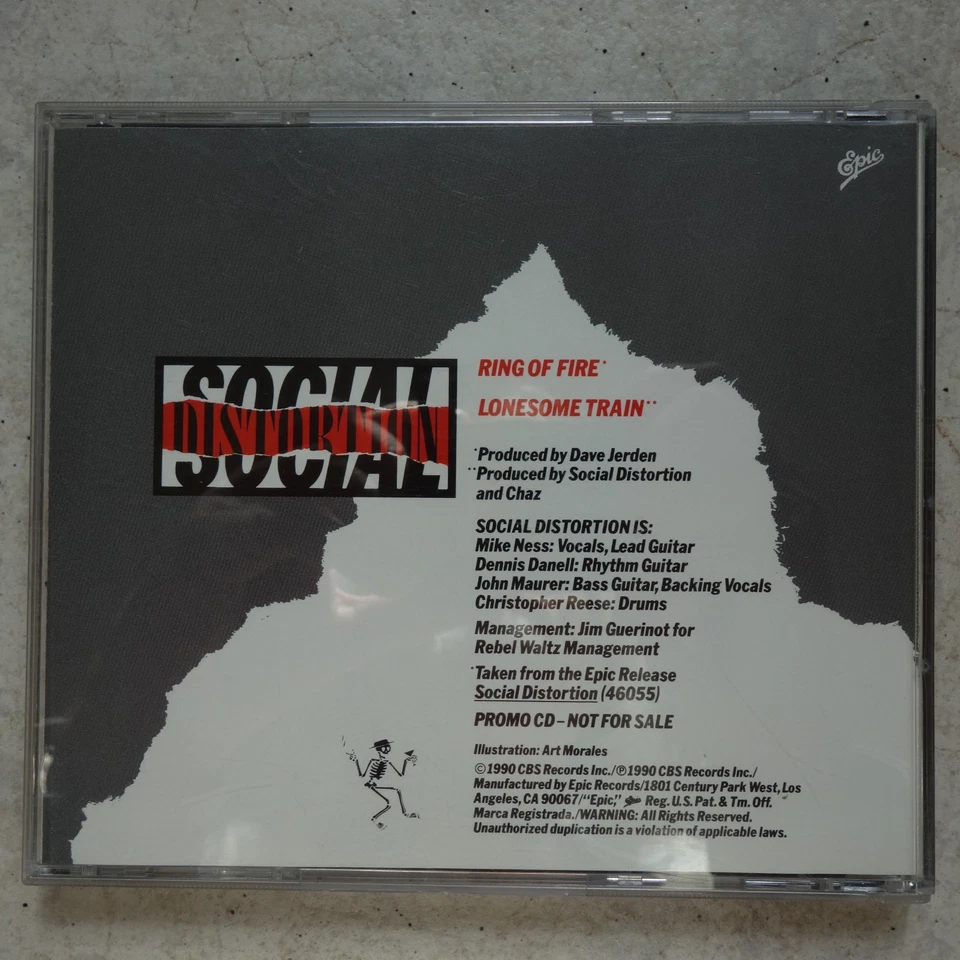 Epic
SOCIAL
DISTORTION
SOCIAL
RING OF FIRE*
LONESOME TRAIN**
*Produced by Dave Jerden
**Produced by Social Distortion
and Chaz
SOCIAL DISTORTION IS:
Mike Ness: Vocals, Lead Guitar
Dennis Danell: Rhythm Guitar
John Maurer: Bass Guitar, Backing Vocals
Christopher Reese: Drums
Management: Jim Guerinot for
Rebel Waltz Management
*Taken from the Epic Release
Social Distortion (46055)
PROMO CD – NOT FOR SALE
Illustration: Art Morales
©1990 CBS Records Inc./℗1990 CBS Records Inc./
Manufactured by Epic Records/1801 Century Park West, Los
Angeles, CA 90067/"Epic," Reg. U.S. Pat. & Tm. Off.
Marca Registrada./WARNING: All Rights Reserved.
Unauthorized duplication is a violation of applicable laws.